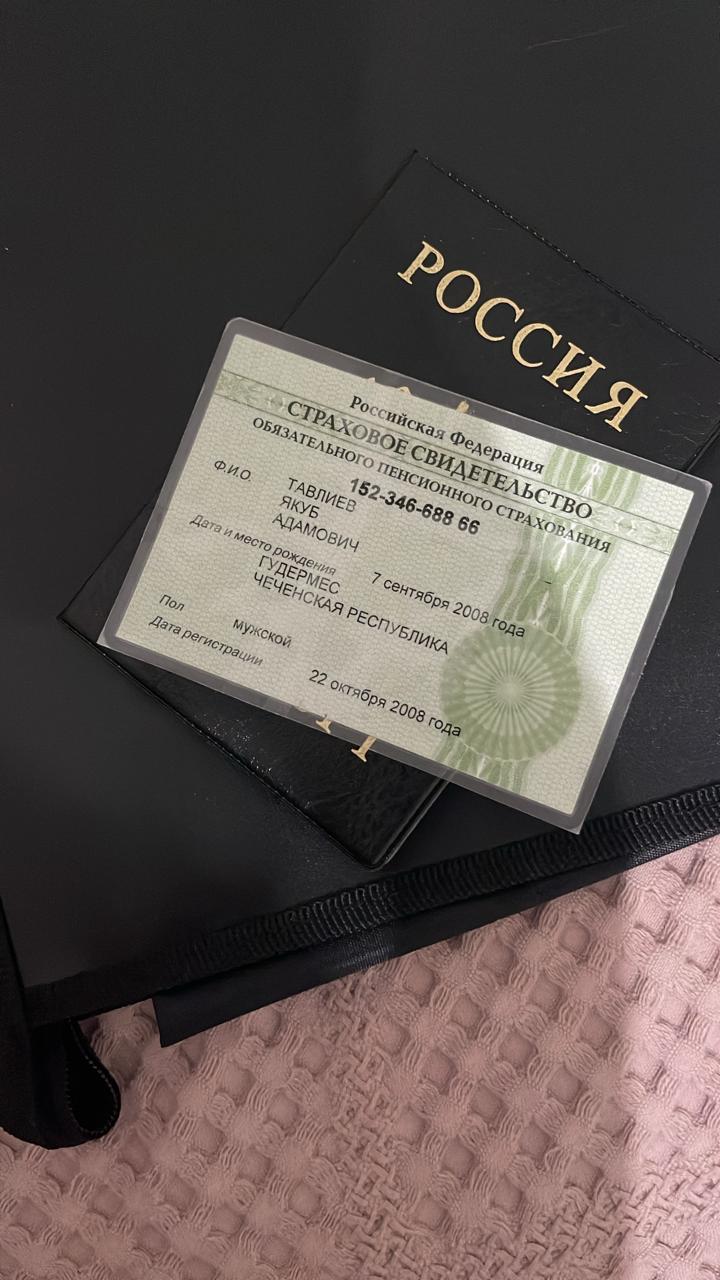 РОССИЯ
Российская Федерация
СТРАХОВОЕ СВИДЕТЕЛЬСТВО
ОБЯЗАТЕЛЬНОГО ПЕНСИОННОГО СТРАХОВАНИЯ
152-346-688 66
Ф.И.О. ТАВЛИЕВ
ЯКУБ
АДАМОВИЧ
Дата и место рождения 7 сентября 2008 года
ГУДЕРМЕС
ЧЕЧЕНСКАЯ РЕСПУБЛИКА
Пол мужской
Дата регистрации 22 октября 2008 года